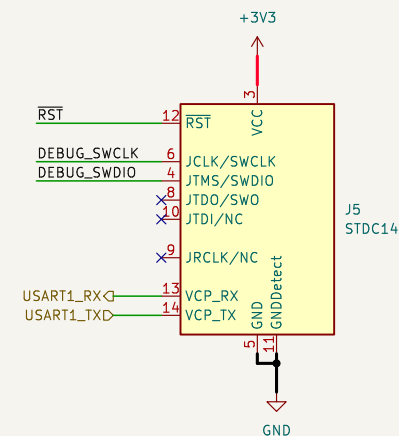 +3V3
3
VCC
RST
12
RST
DEBUG_SWCLK
6
JCLK/SWCLK
DEBUG_SWDIO
4
JTMS/SWDIO
8
JTDO/SWO
10
JTDI/NC
J5
STDC14
9
JRCLK/NC
USART1_RX
13
VCP_RX
USART1_TX
14
VCP_TX
GND
GNDDetect
5
11
GND